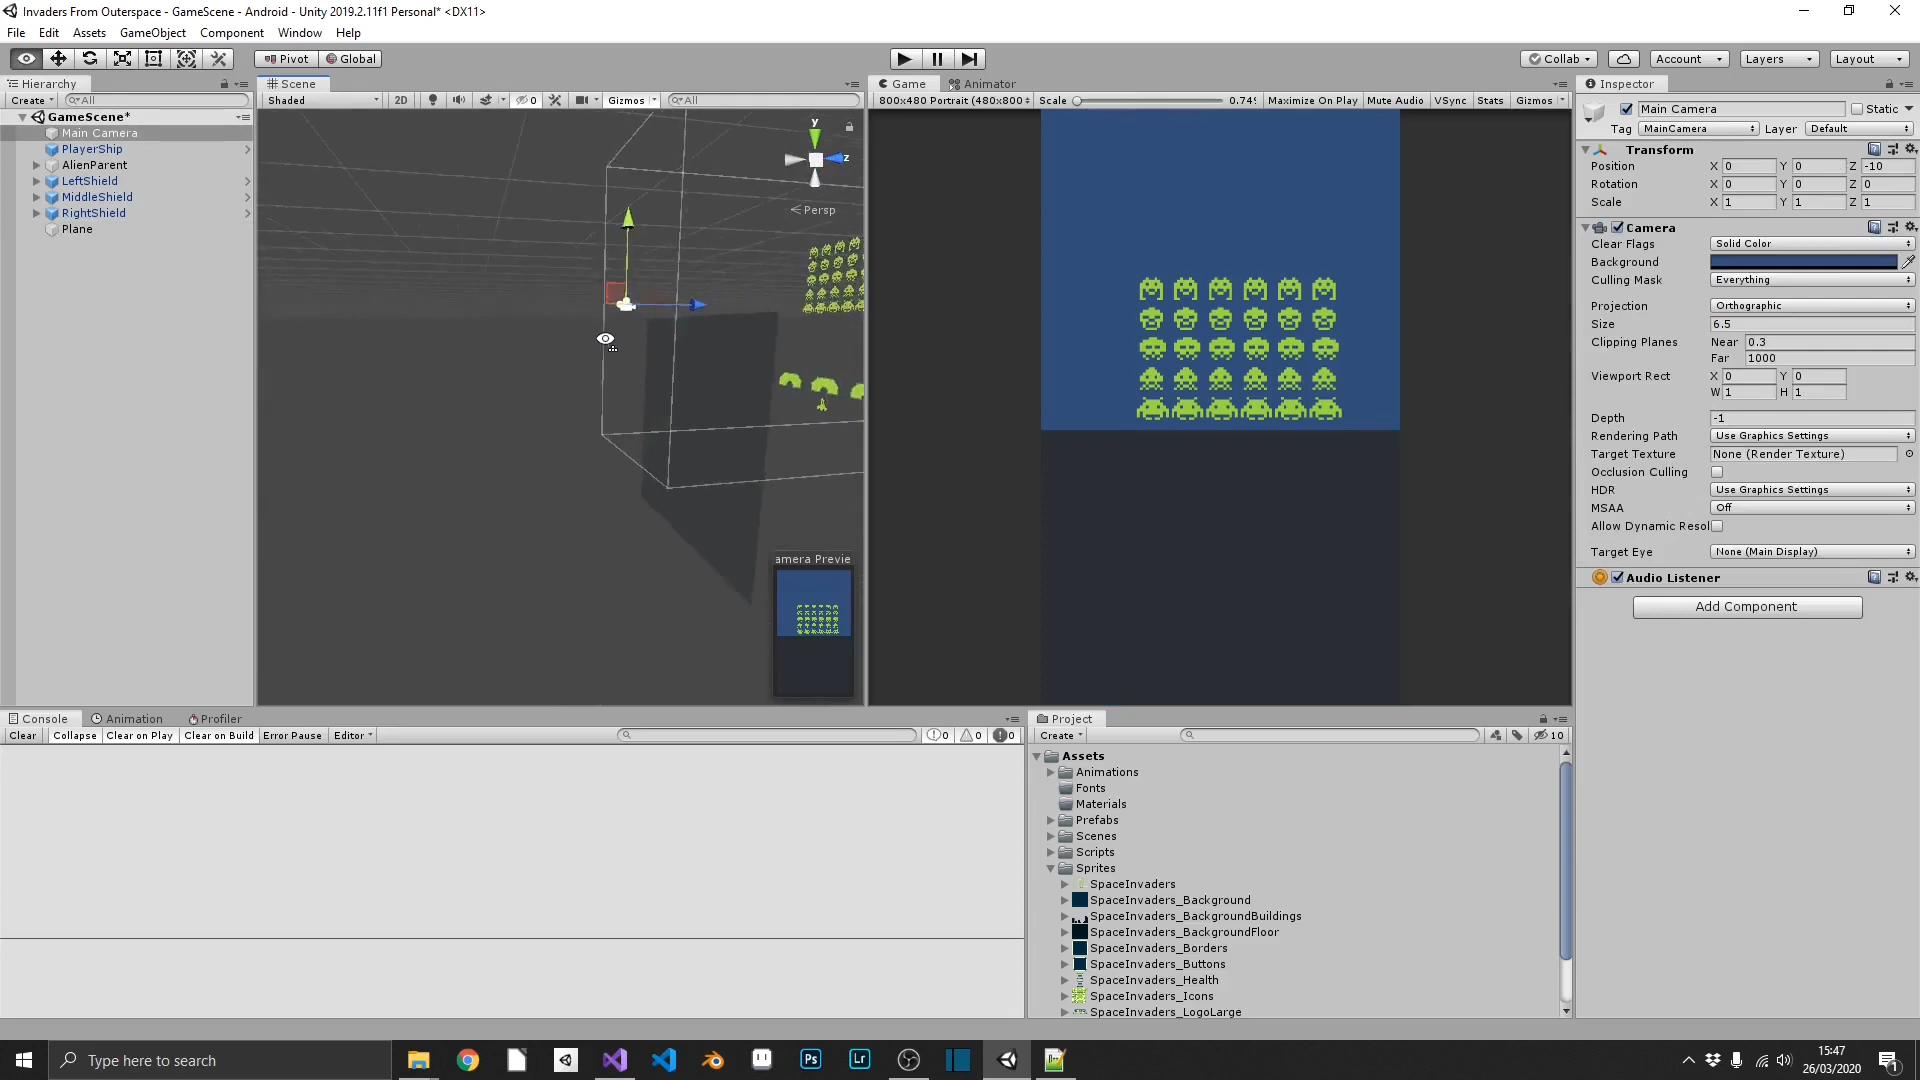 Invaders From Outerspace - GameScene - Android - Unity 2019.2.11f1 Personal* <DX11>
File Edit Assets GameObject Component Window Help
Pivot Global Collab Account Layers Layout
Hierarchy
Create All
GameScene*
Main Camera
PlayerShip
AlienParent
LeftShield
MiddleShield
RightShield
Plane
Scene
Shaded 2D 0 Gizmos All
y
z
Persp
amera Previe
Game Animator
800x480 Portrait (480x800 Scale 0.74 Maximize On Play Mute Audio VSync Stats Gizmos
Inspector
Main Camera Static
Tag MainCamera Layer Default
Transform
Position X 0 Y 0 Z -10
Rotation X 0 Y 0 Z 0
Scale X 1 Y 1 Z 1
Camera
Clear Flags Solid Color
Background
Culling Mask Everything
Projection Orthographic
Size 6.5
Clipping Planes Near 0.3
Far 1000
Viewport Rect X 0 Y 0
W 1 H 1
Depth -1
Rendering Path Use Graphics Settings
Target Texture None (Render Texture)
Occlusion Culling
HDR Use Graphics Settings
MSAA Off
Allow Dynamic Resol
Target Eye None (Main Display)
Audio Listener
Add Component
Console Animation Profiler
Clear Collapse Clear on Play Clear on Build Error Pause Editor 0 0 0
Project
Create 10
Assets
Animations
Fonts
Materials
Prefabs
Scenes
Scripts
Sprites
SpaceInvaders
SpaceInvaders_Background
SpaceInvaders_BackgroundBuildings
SpaceInvaders_BackgroundFloor
SpaceInvaders_Borders
SpaceInvaders_Buttons
SpaceInvaders_Health
SpaceInvaders_Icons
SpaceInvaders_LogoLarge
Type here to search
Ps
Lr
15:47
26/03/2020
1